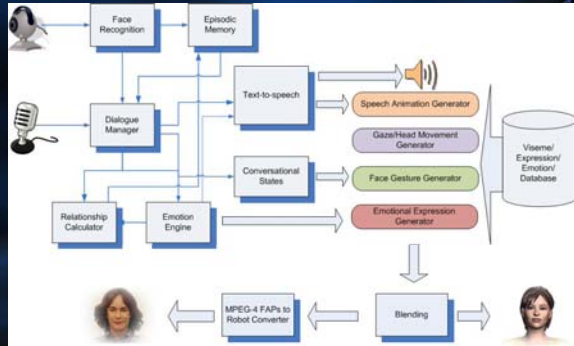 Face
Recognition
Episodic
Memory
Text-to-speech
Speech Animation Generator
Dialogue
Manager
Gaze/Head Movement
Generator
Viseme/
Expression/
Emotion/
Database
Conversational
States
Face Gesture Generator
Relationship
Calculator
Emotion
Engine
Emotional Expression
Generator
MPEG-4 FAPs to
Robot Converter
Blending